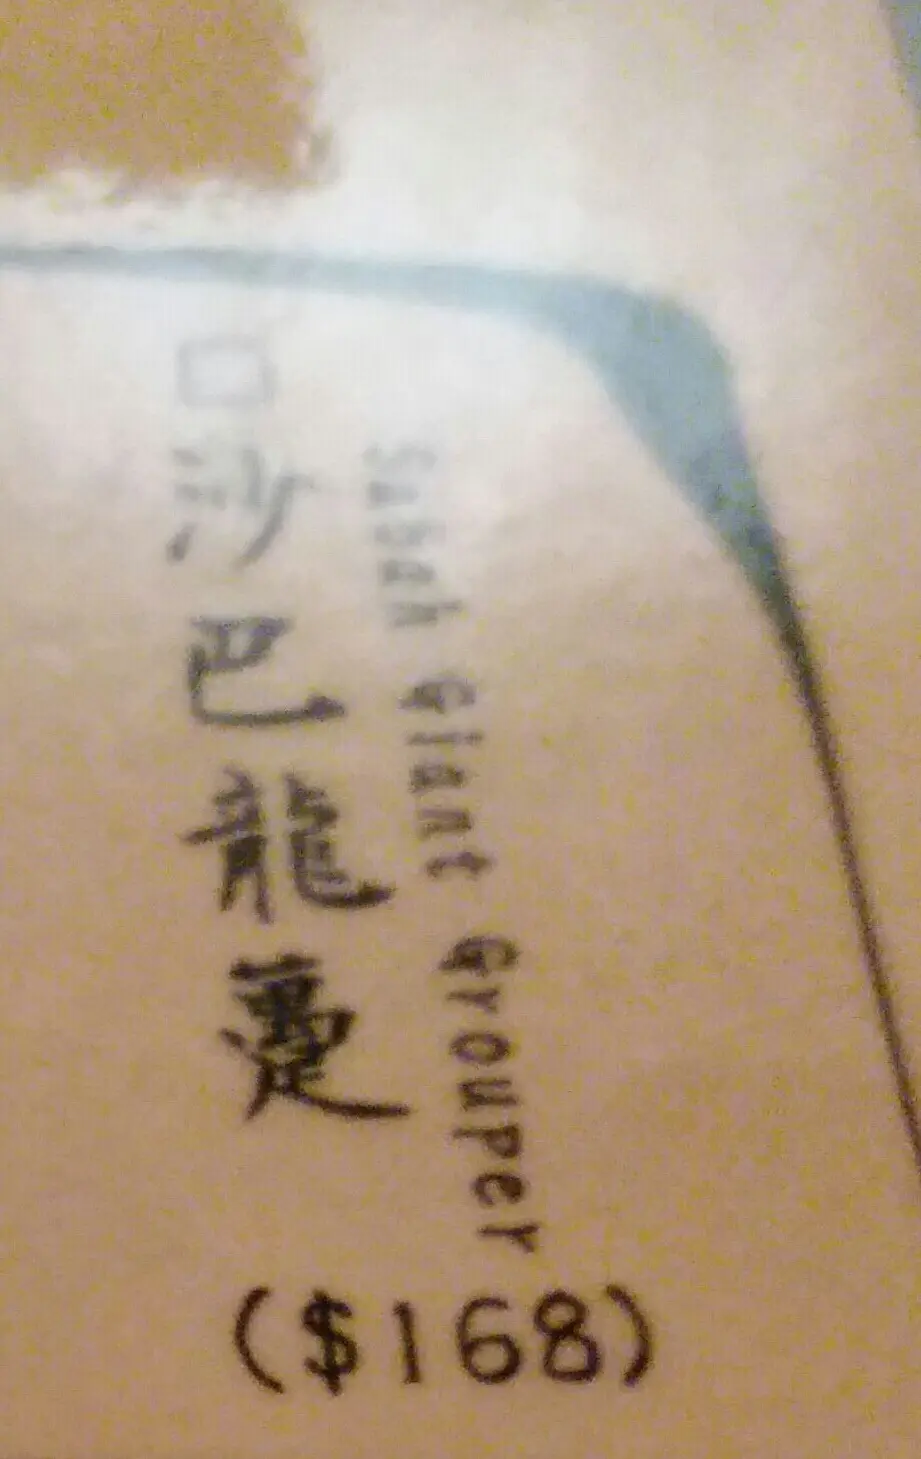 □沙巴龍躉
Sabah Giant Grouper
($168)